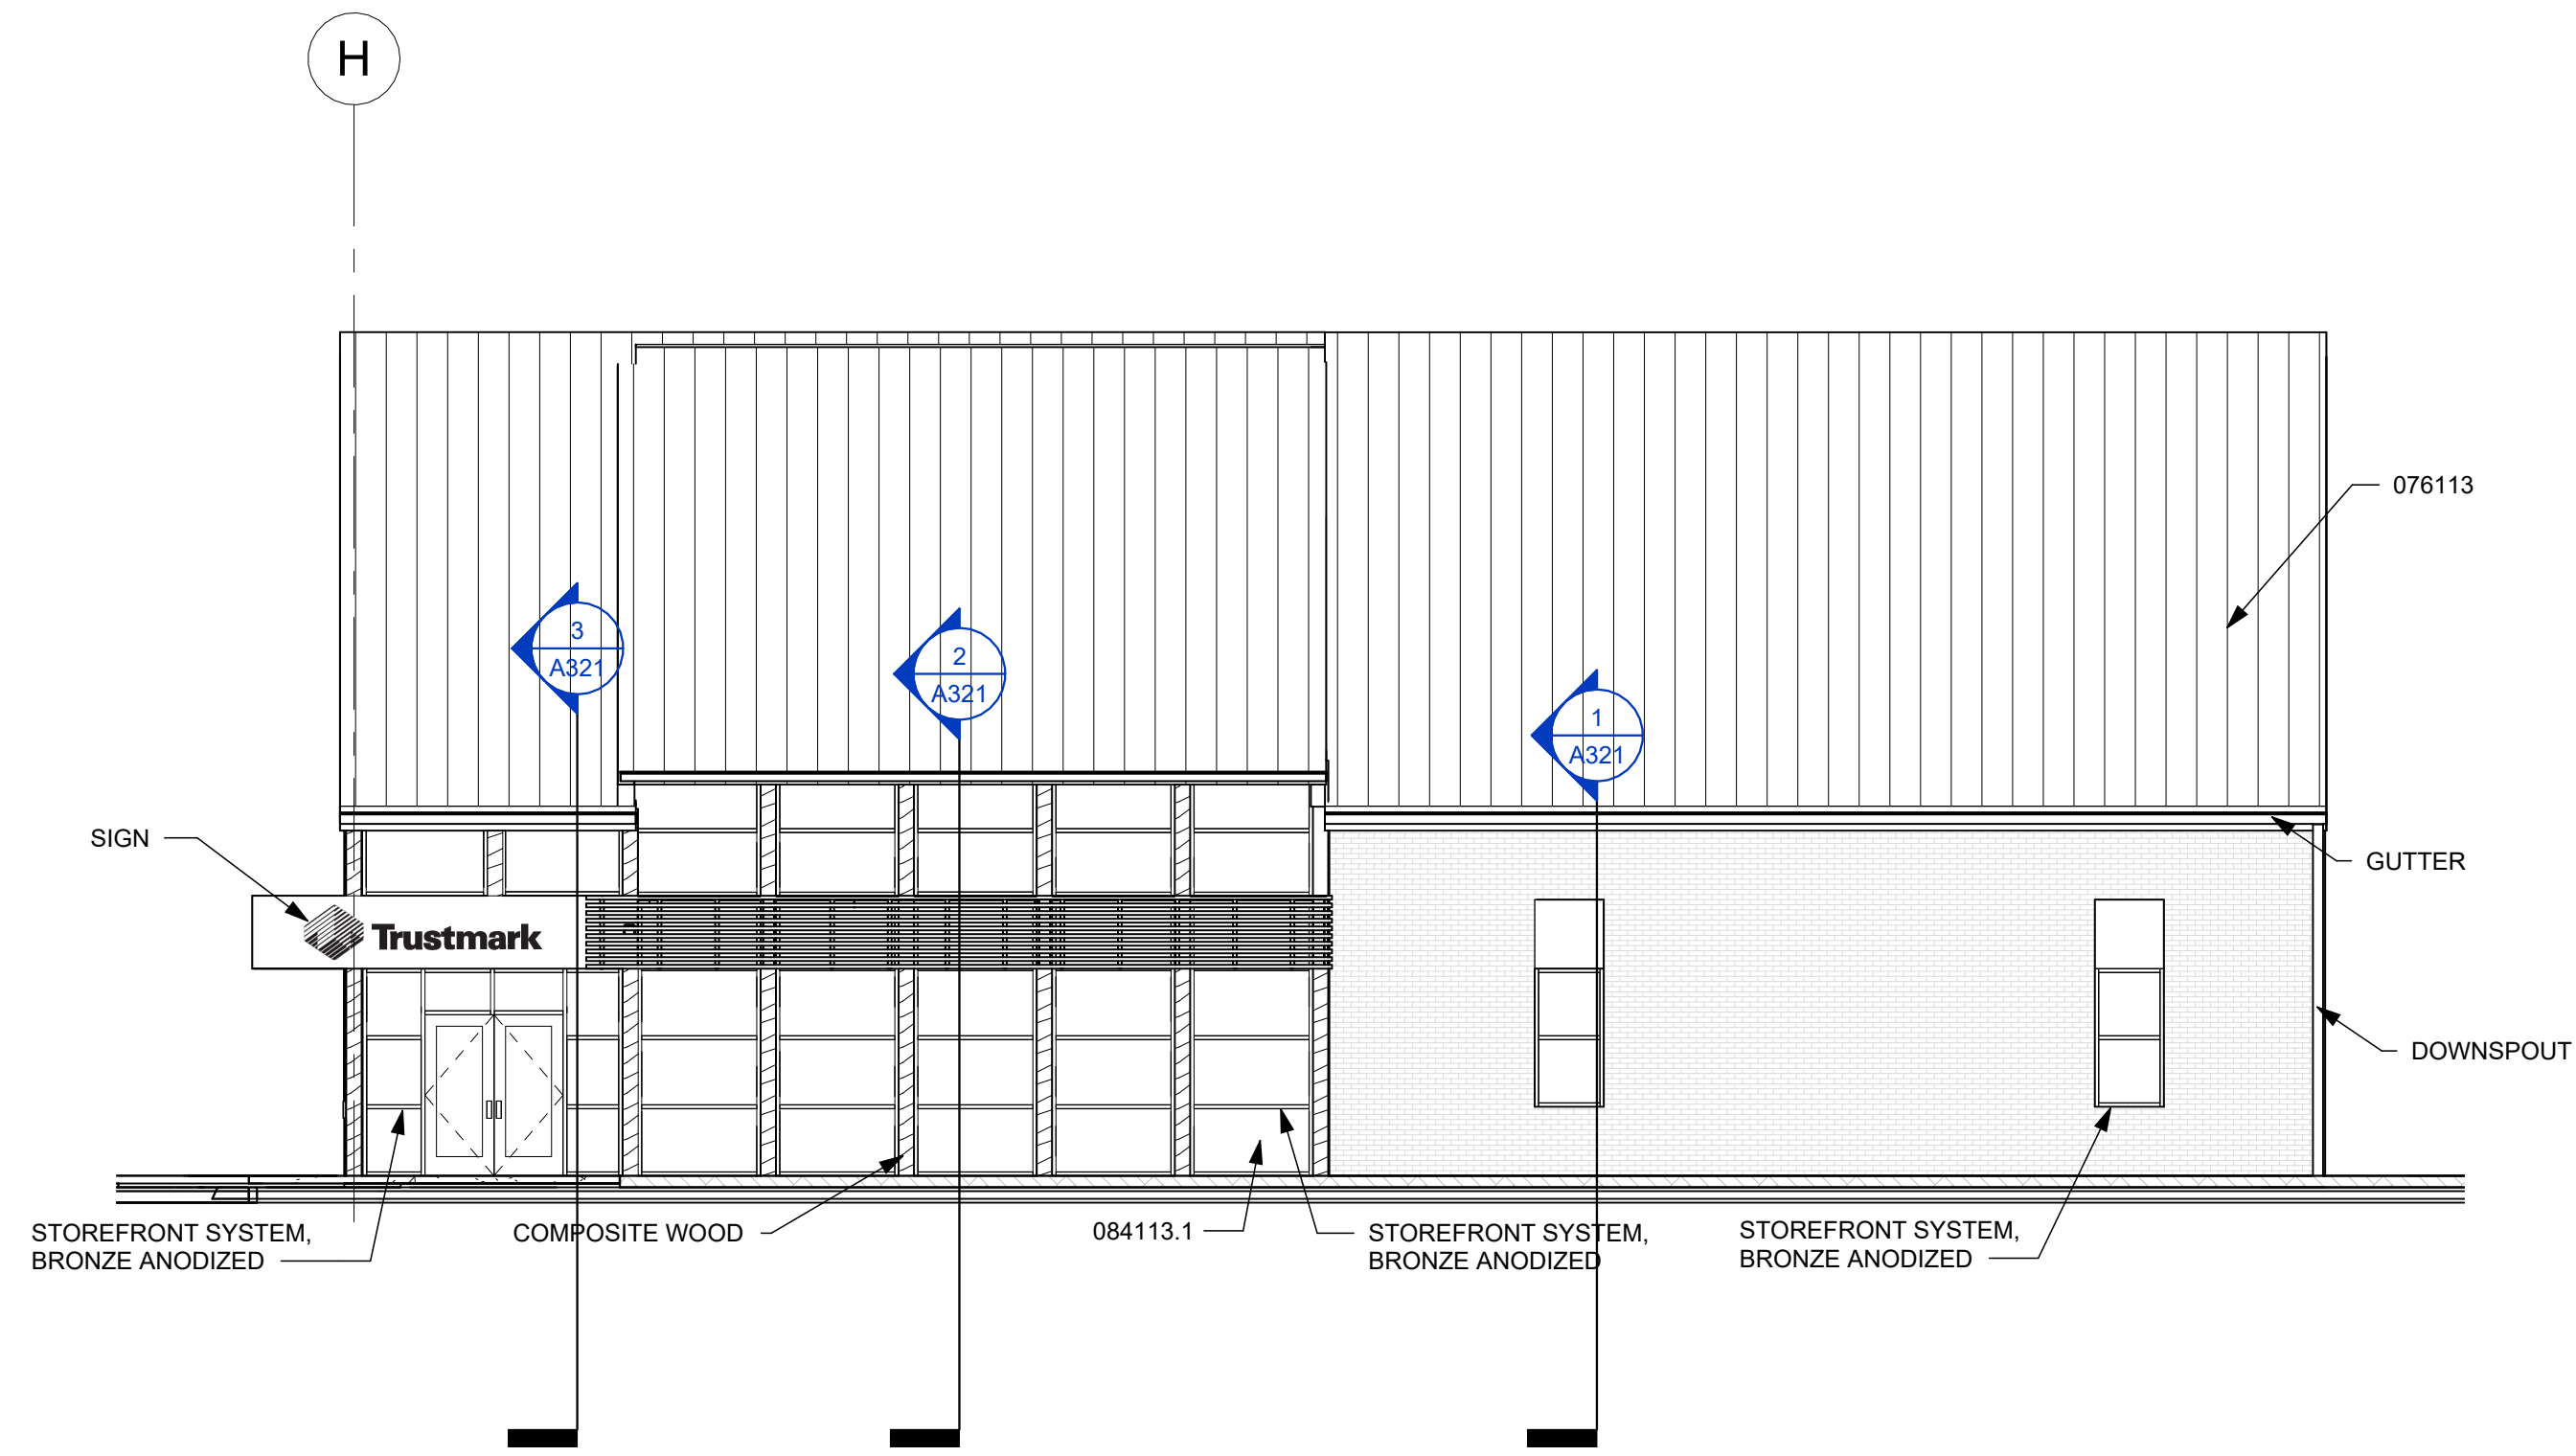 H
076113
3
A321
2
A321
1
A321
SIGN
GUTTER
Trustmark
DOWNSPOUT
STOREFRONT SYSTEM,
BRONZE ANODIZED
COMPOSITE WOOD
084113.1
STOREFRONT SYSTEM,
BRONZE ANODIZED
STOREFRONT SYSTEM,
BRONZE ANODIZED